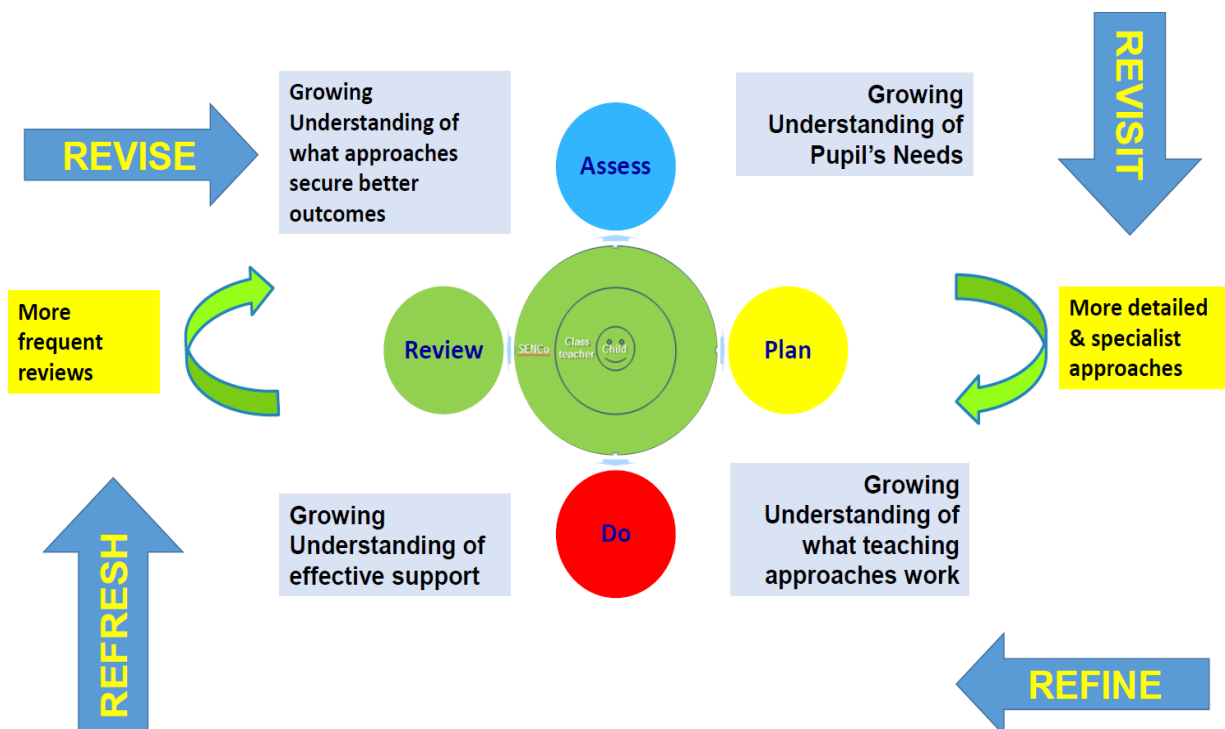 REVISE
Growing
Understanding of
what approaches
secure better
outcomes
Assess
Growing
Understanding of
Pupil's Needs
REVISIT
More
frequent
reviews
Review
SENCo
Class
teacher
Child
Plan
More detailed
& specialist
approaches
REFRESH
Growing
Understanding of
effective support
Do
Growing
Understanding of
what teaching
approaches work
REFINE